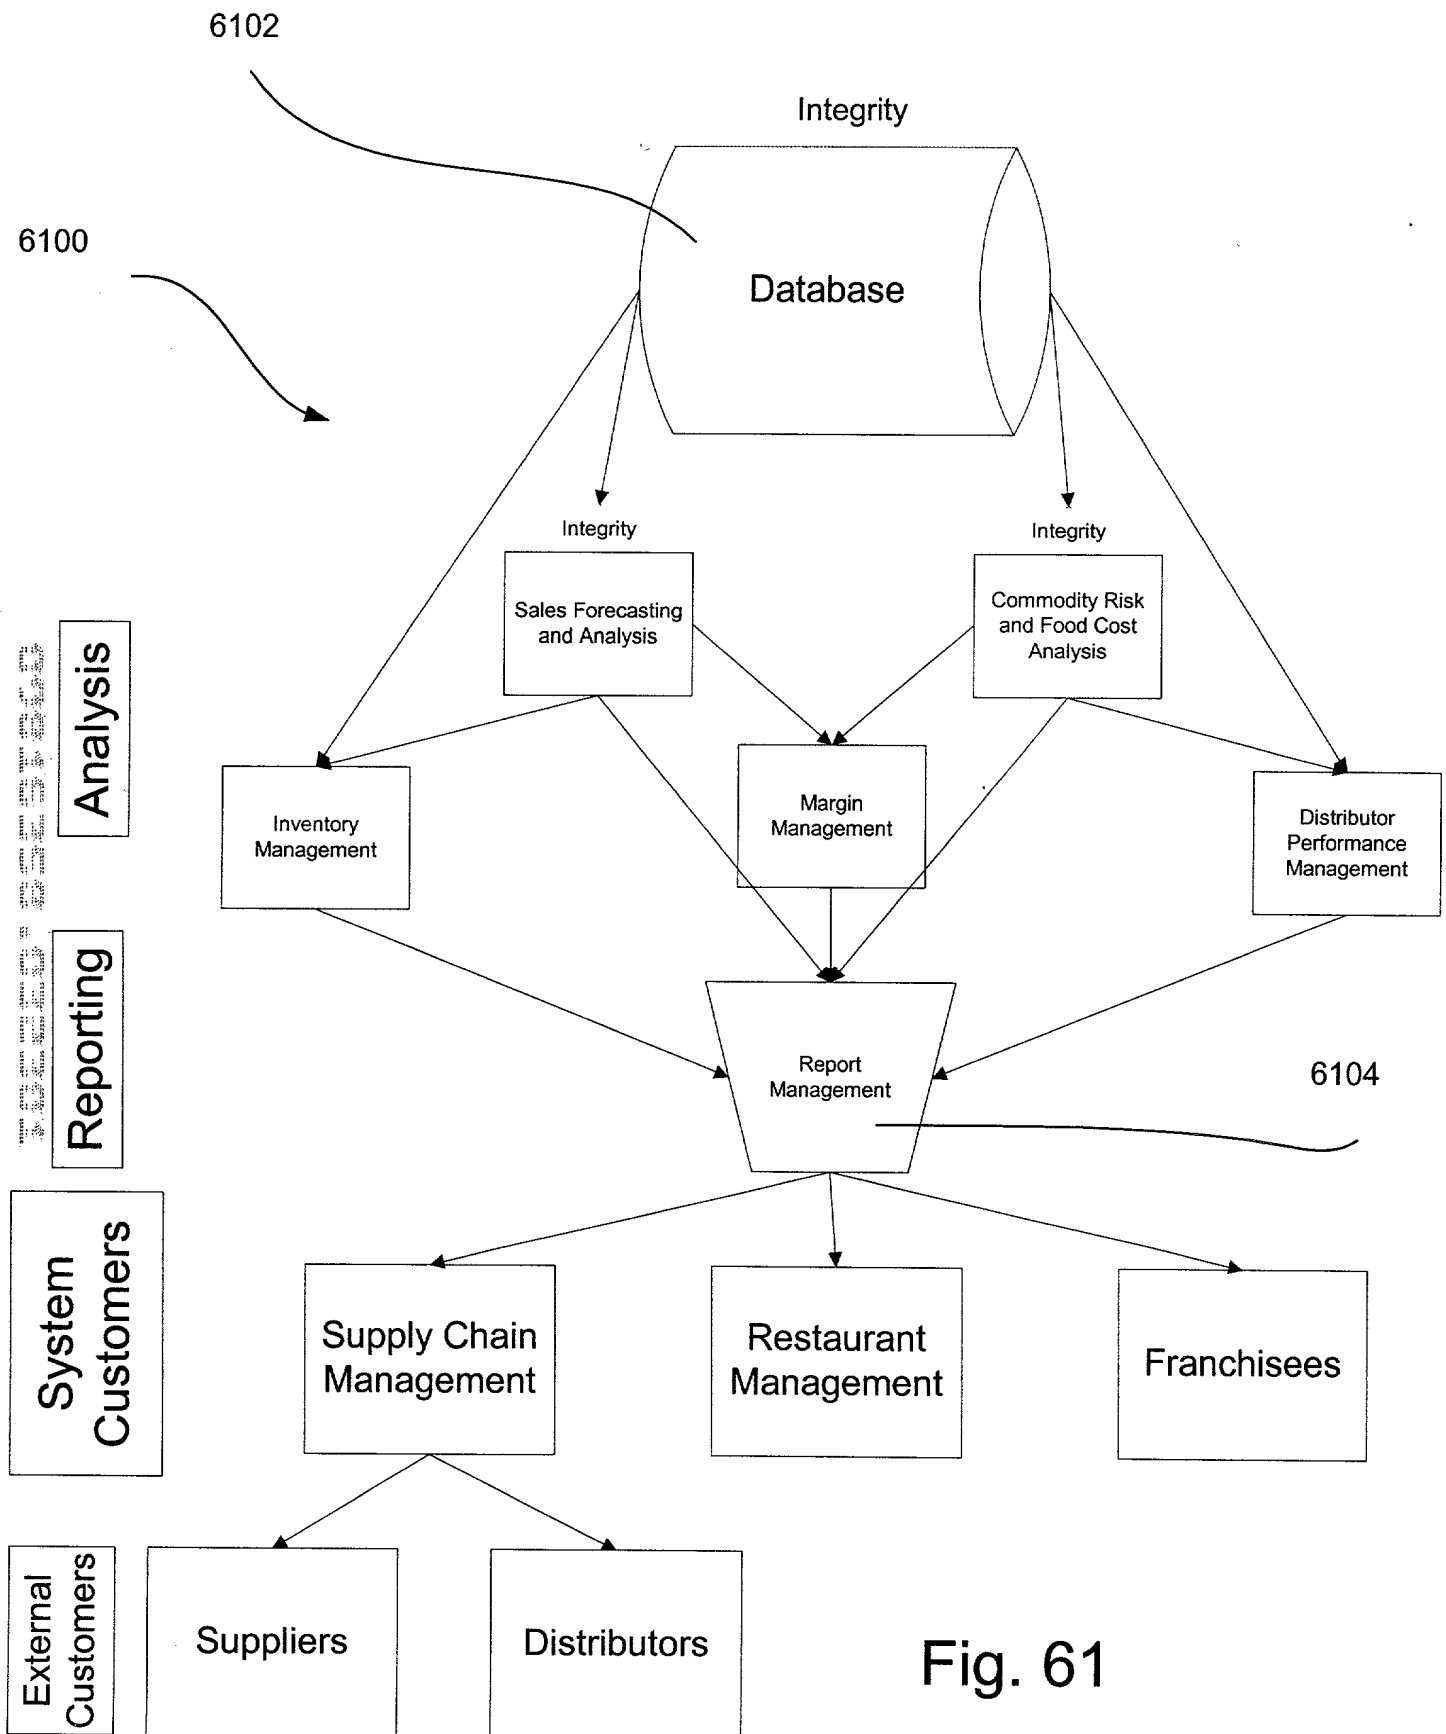 6102
Integrity
6100
Database
Integrity
Integrity
Sales Forecasting
and Analysis
Commodity Risk
and Food Cost
Analysis
Analysis
Inventory
Management
Margin
Management
Distributor
Performance
Management
Reporting
Report
Management
6104
System
Customers
Supply Chain
Management
Restaurant
Management
Franchisees
External
Customers
Suppliers
Distributors
Fig. 61